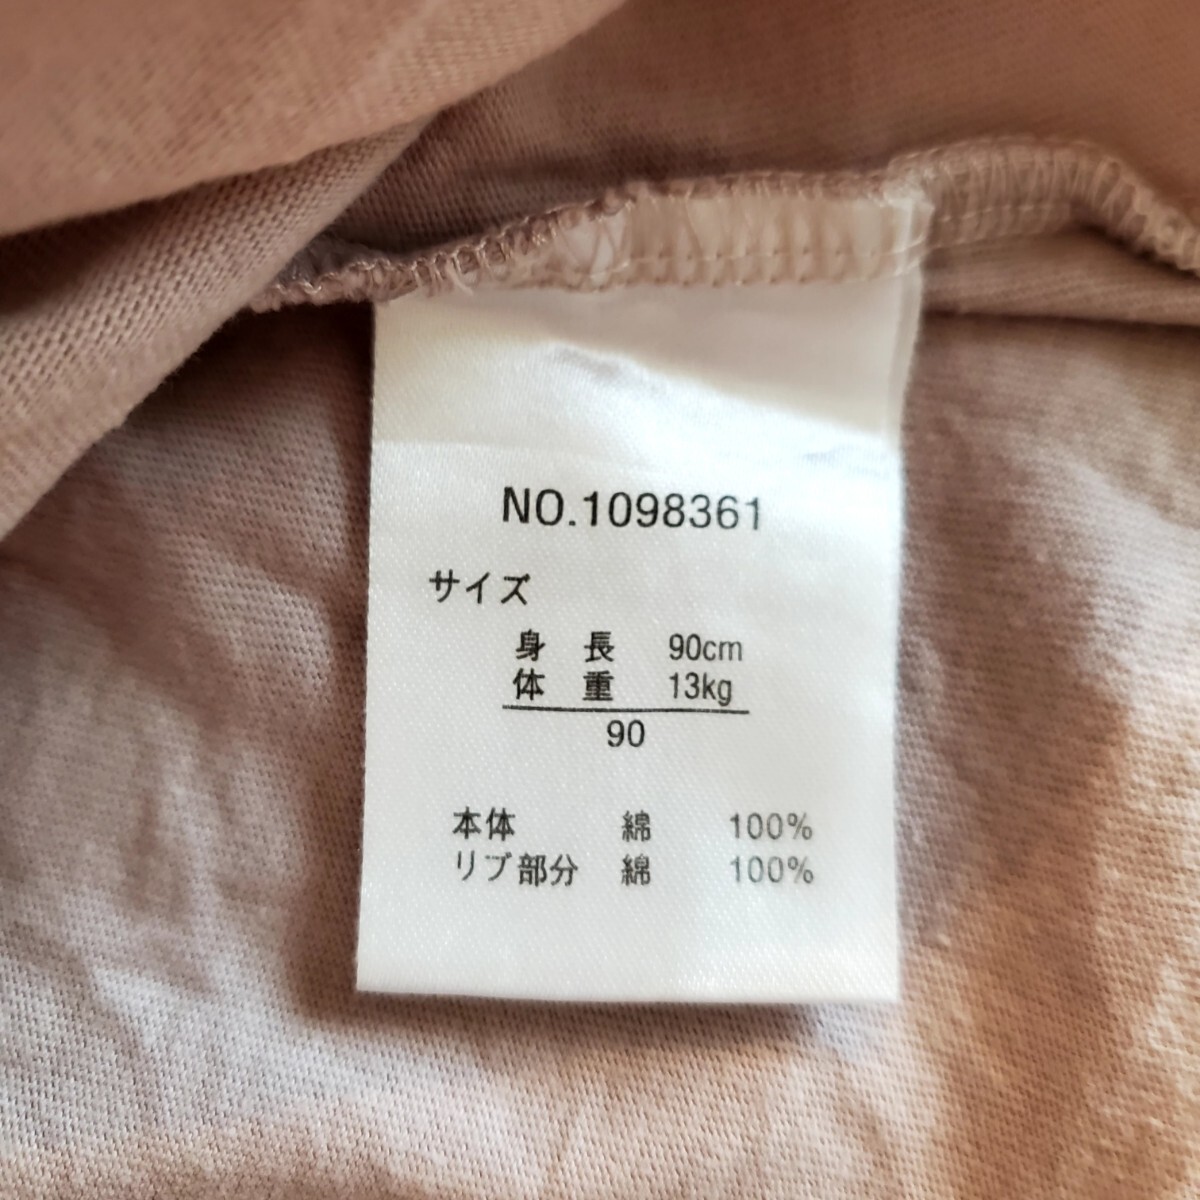 NO.1098361
サイズ
身 長 90cm
体 重 13kg
90
本体 綿 100%
リブ部分 綿 100%